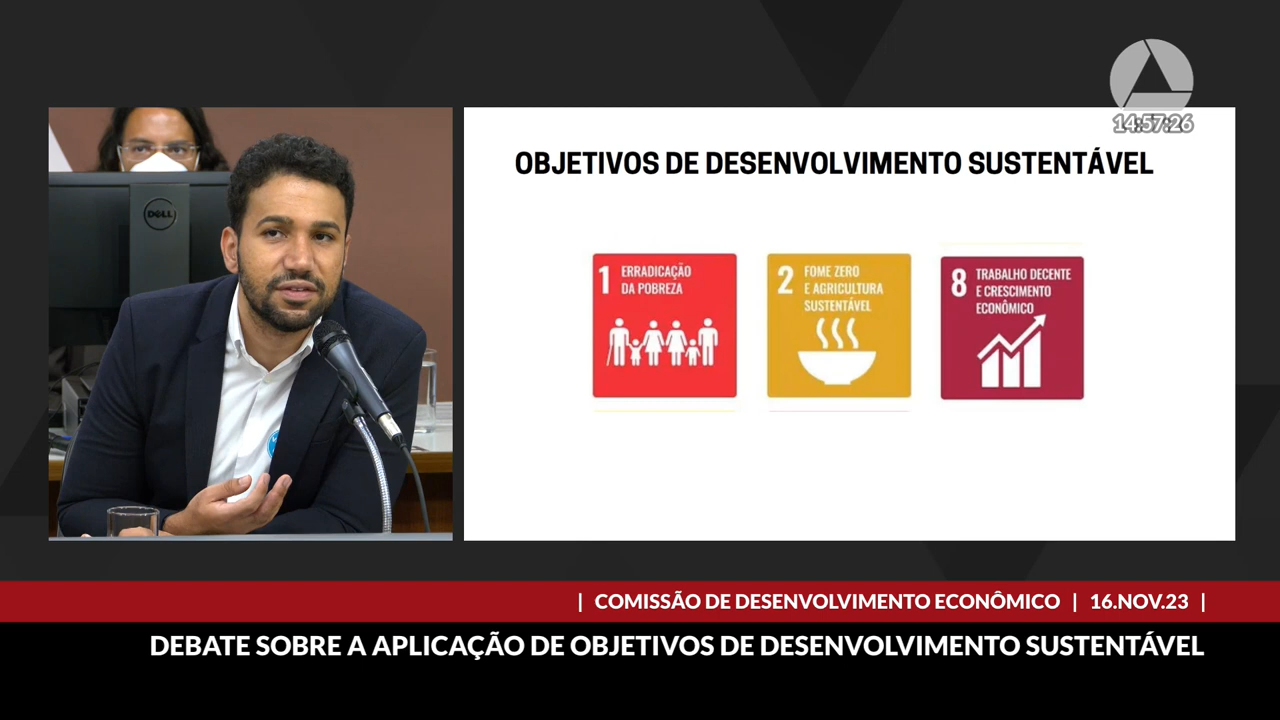 14:57:26
DELL
OBJETIVOS DE DESENVOLVIMENTO SUSTENTÁVEL
1 ERRADICAÇÃO
DA POBREZA
2 FOME ZERO
E AGRICULTURA
SUSTENTÁVEL
8 TRABALHO DECENTE
E CRESCIMENTO
ECONÔMICO
| COMISSÃO DE DESENVOLVIMENTO ECONÔMICO | 16.NOV.23 |
DEBATE SOBRE A APLICAÇÃO DE OBJETIVOS DE DESENVOLVIMENTO SUSTENTÁVEL